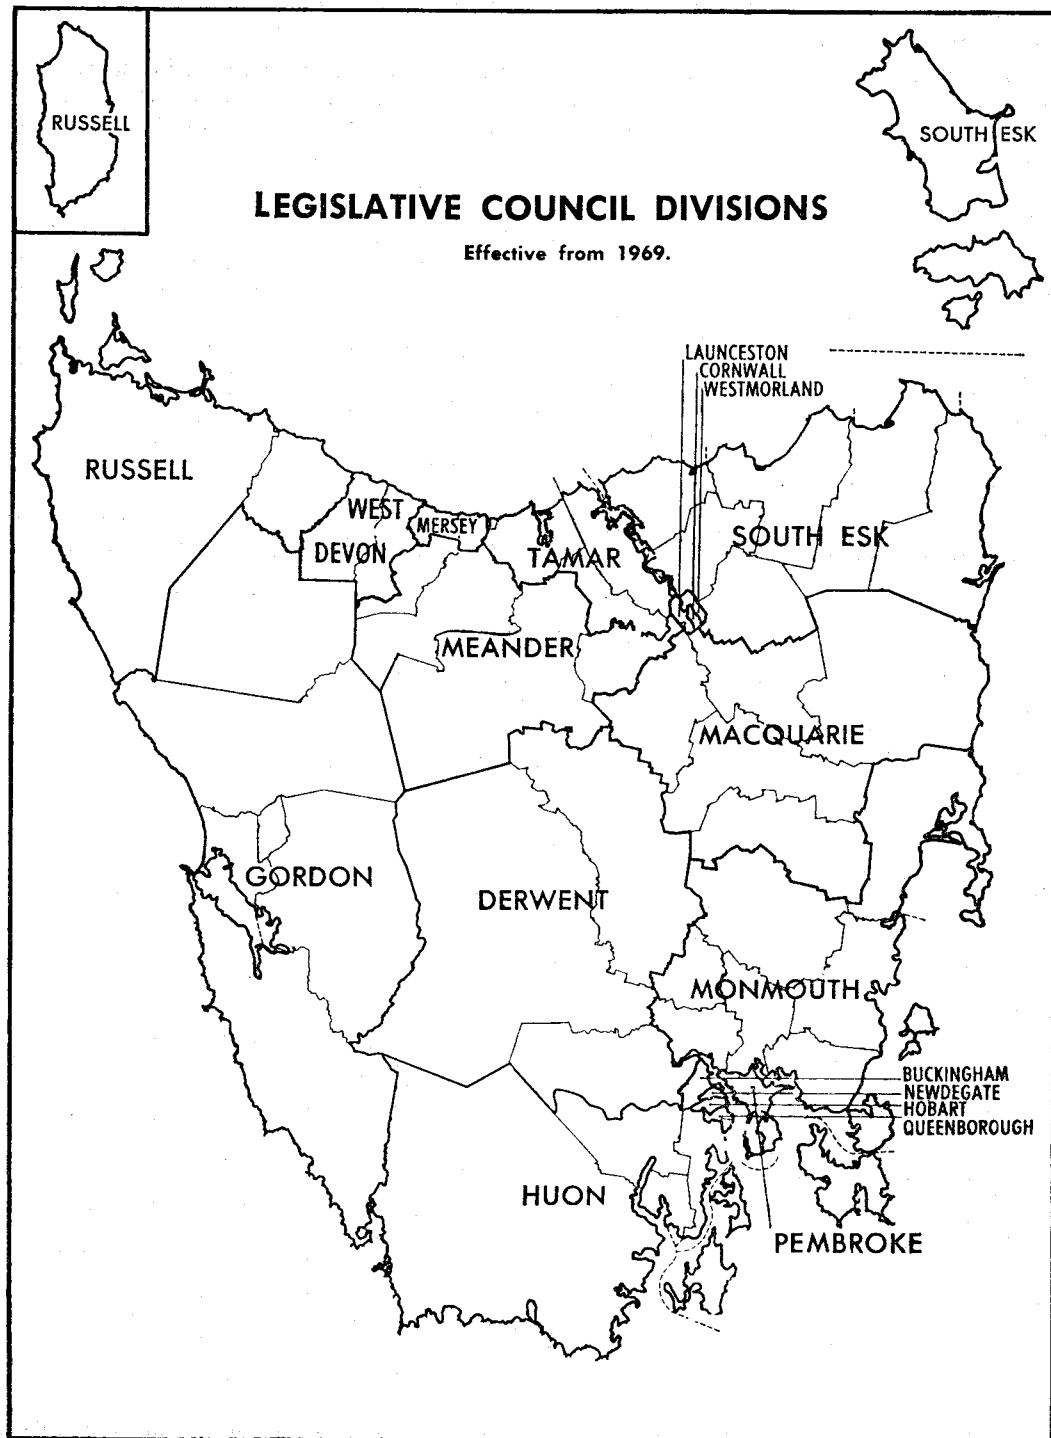 RUSSELL
SOUTH ESK
LEGISLATIVE COUNCIL DIVISIONS
Effective from 1969.
LAUNCESTON
CORNWALL
WESTMORLAND
RUSSELL
WEST
DEVON
MERSEY
TAMAR
SOUTH ESK
MEANDER
MACQUARIE
GORDON
DERWENT
MONMOUTH
BUCKINGHAM
NEWDEGATE
HOBART
QUEENBOROUGH
HUON
PEMBROKE